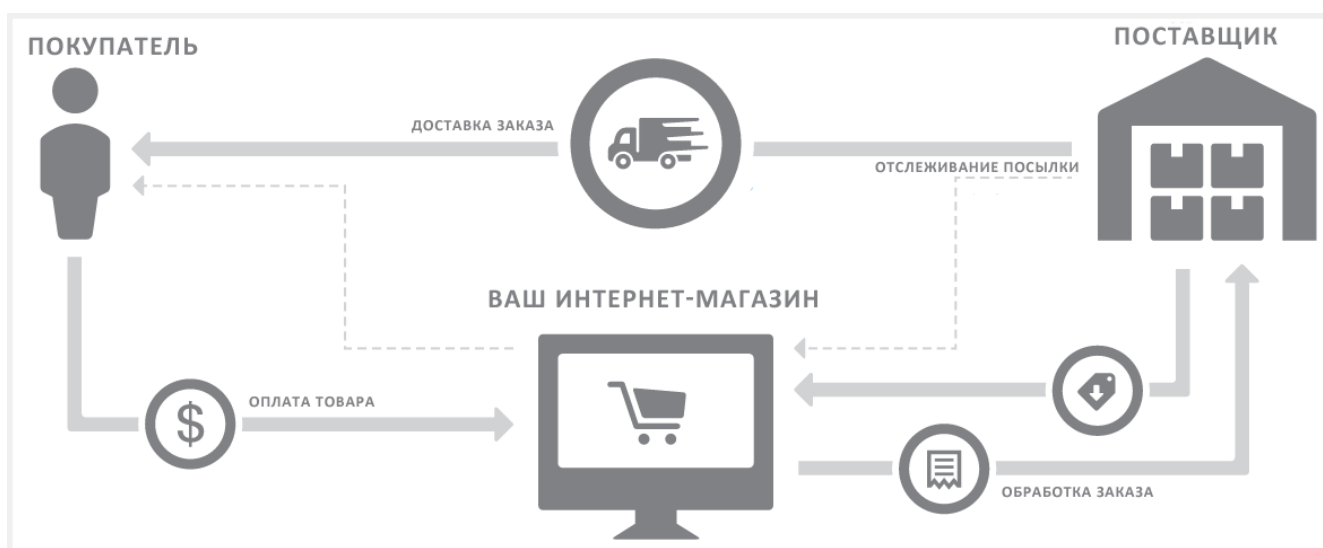 ПОКУПАТЕЛЬ
ПОСТАВЩИК
ДОСТАВКА ЗАКАЗА
ОТСЛЕЖИВАНИЕ ПОСЫЛКИ
ВАШ ИНТЕРНЕТ-МАГАЗИН
ОПЛАТА ТОВАРА
$
ОБРАБОТКА ЗАКАЗА